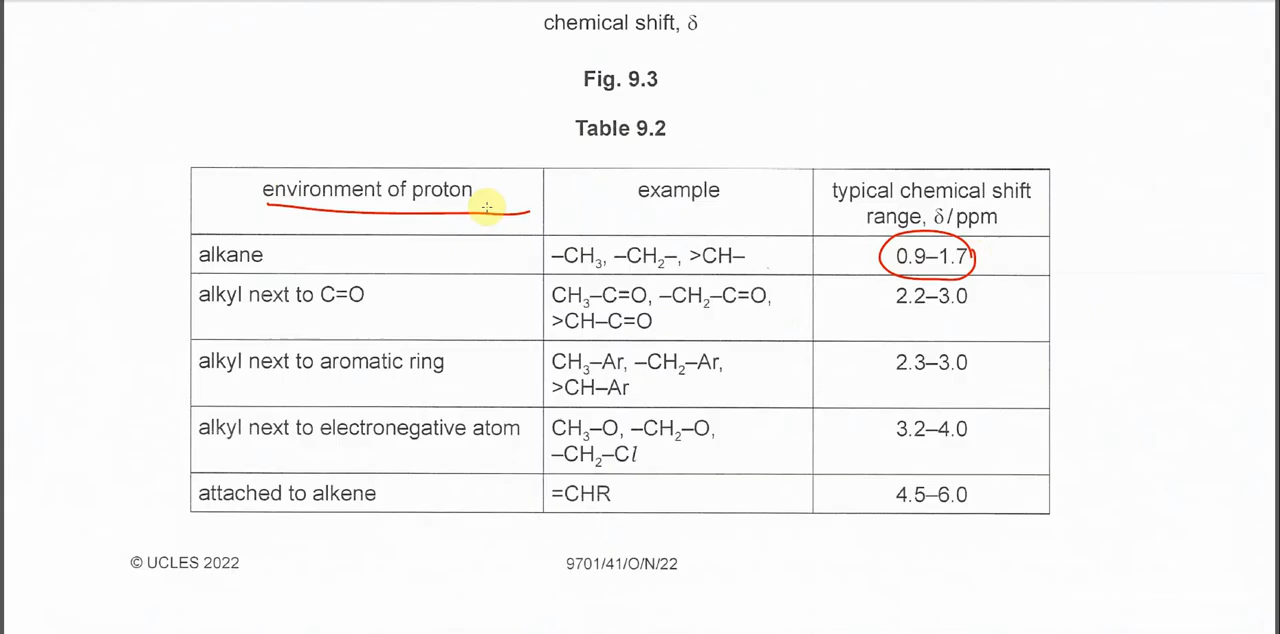 chemical shift, δ
Fig. 9.3
Table 9.2
environment of proton
example
typical chemical shift
range, δ/ppm
alkane
–CH₃, –CH₂–, >CH–
0.9–1.7
alkyl next to C=O
CH₃–C=O, –CH₂–C=O,
>CH–C=O
2.2–3.0
alkyl next to aromatic ring
CH₃–Ar, –CH₂–Ar,
>CH–Ar
2.3–3.0
alkyl next to electronegative atom
CH₃–O, –CH₂–O,
–CH₂–Cl
3.2–4.0
attached to alkene
=CHR
4.5–6.0
© UCLES 2022
9701/41/O/N/22